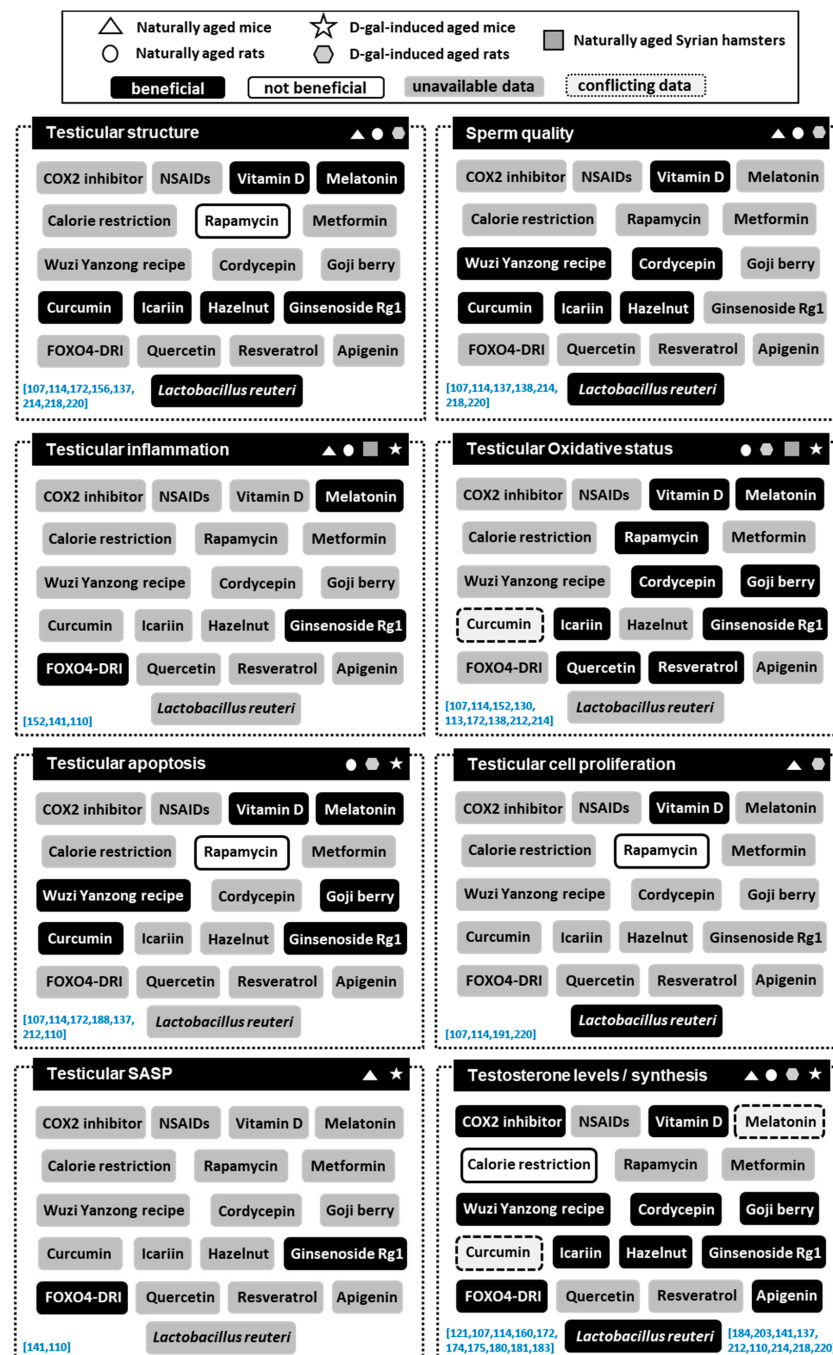 Naturally aged mice D-gal-induced aged mice Naturally aged Syrian hamsters
Naturally aged rats D-gal-induced aged rats
beneficial not beneficial unavailable data conflicting data
Testicular structure
COX2 inhibitor NSAIDs Vitamin D Melatonin
Calorie restriction Rapamycin Metformin
Wuzi Yanzong recipe Cordycepin Goji berry
Curcumin Icariin Hazelnut Ginsenoside Rg1
FOXO4-DRI Quercetin Resveratrol Apigenin
Lactobacillus reuteri
[107,114,172,156,137,
214,218,220]
Sperm quality
COX2 inhibitor NSAIDs Vitamin D Melatonin
Calorie restriction Rapamycin Metformin
Wuzi Yanzong recipe Cordycepin Goji berry
Curcumin Icariin Hazelnut Ginsenoside Rg1
FOXO4-DRI Quercetin Resveratrol Apigenin
Lactobacillus reuteri
[107,114,137,138,214,
218,220]
Testicular inflammation
COX2 inhibitor NSAIDs Vitamin D Melatonin
Calorie restriction Rapamycin Metformin
Wuzi Yanzong recipe Cordycepin Goji berry
Curcumin Icariin Hazelnut Ginsenoside Rg1
FOXO4-DRI Quercetin Resveratrol Apigenin
Lactobacillus reuteri
[152,141,110]
Testicular Oxidative status
COX2 inhibitor NSAIDs Vitamin D Melatonin
Calorie restriction Rapamycin Metformin
Wuzi Yanzong recipe Cordycepin Goji berry
Curcumin Icariin Hazelnut Ginsenoside Rg1
FOXO4-DRI Quercetin Resveratrol Apigenin
Lactobacillus reuteri
[107,114,152,130,
113,172,138,212,214]
Testicular apoptosis
COX2 inhibitor NSAIDs Vitamin D Melatonin
Calorie restriction Rapamycin Metformin
Wuzi Yanzong recipe Cordycepin Goji berry
Curcumin Icariin Hazelnut Ginsenoside Rg1
FOXO4-DRI Quercetin Resveratrol Apigenin
Lactobacillus reuteri
[107,114,172,188,137,
212,110]
Testicular cell proliferation
COX2 inhibitor NSAIDs Vitamin D Melatonin
Calorie restriction Rapamycin Metformin
Wuzi Yanzong recipe Cordycepin Goji berry
Curcumin Icariin Hazelnut Ginsenoside Rg1
FOXO4-DRI Quercetin Resveratrol Apigenin
Lactobacillus reuteri
[107,114,191,220]
Testicular SASP
COX2 inhibitor NSAIDs Vitamin D Melatonin
Calorie restriction Rapamycin Metformin
Wuzi Yanzong recipe Cordycepin Goji berry
Curcumin Icariin Hazelnut Ginsenoside Rg1
FOXO4-DRI Quercetin Resveratrol Apigenin
Lactobacillus reuteri
[141,110]
Testosterone levels / synthesis
COX2 inhibitor NSAIDs Vitamin D Melatonin
Calorie restriction Rapamycin Metformin
Wuzi Yanzong recipe Cordycepin Goji berry
Curcumin Icariin Hazelnut Ginsenoside Rg1
FOXO4-DRI Quercetin Resveratrol Apigenin
Lactobacillus reuteri
[121,107,114,160,172,
174,175,180,181,183]
[184,203,141,137,
212,110,214,218,220